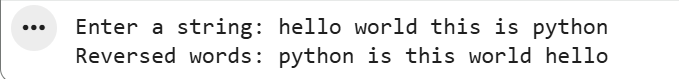 Enter a string: hello world this is python
Reversed words: python is this world hello